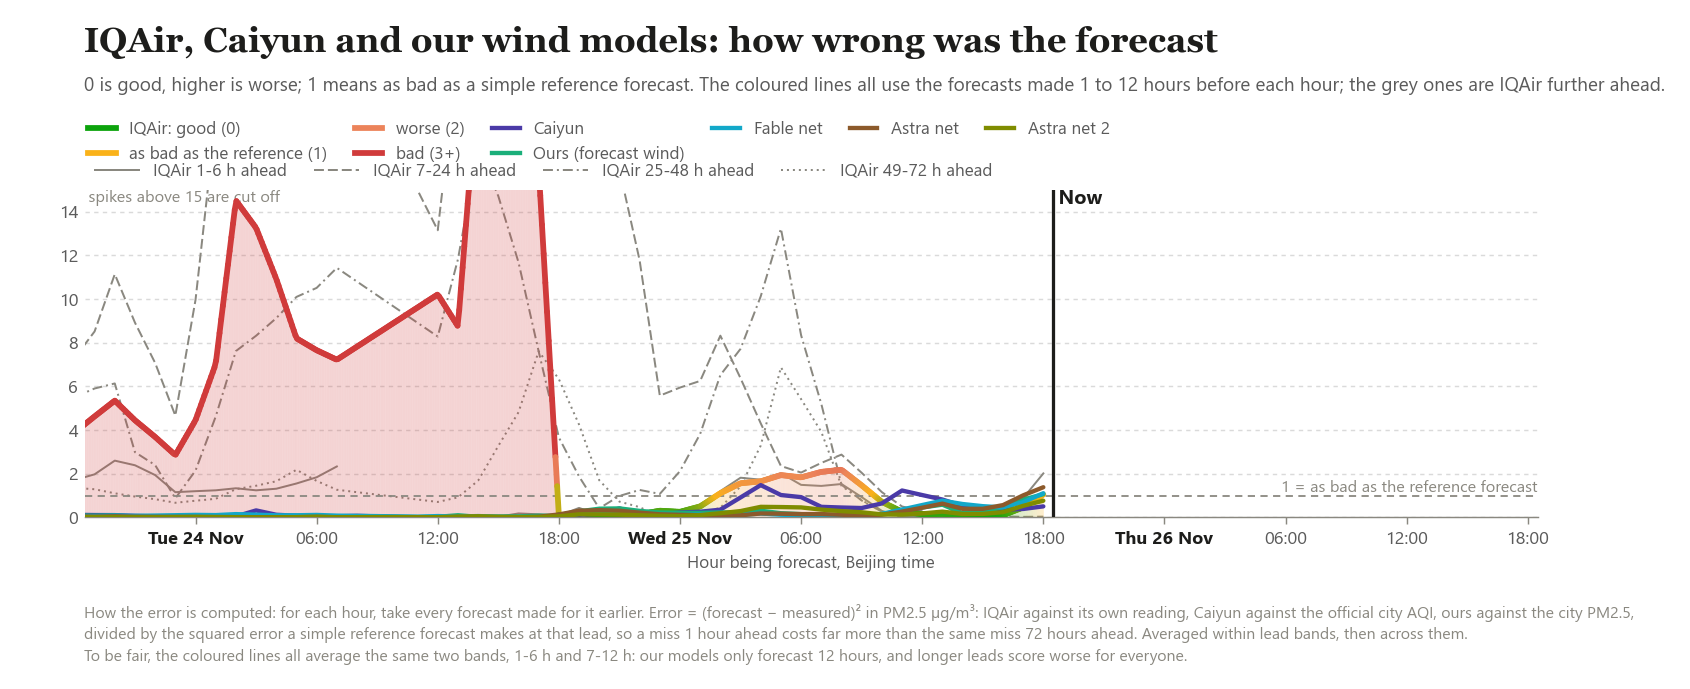 IQAir, Caiyun and our wind models: how wrong was the forecast
0 is good, higher is worse; 1 means as bad as a simple reference forecast. The coloured lines all use the forecasts made 1 to 12 hours before each hour; the grey ones are IQAir further ahead.
IQAir: good (0) worse (2) Caiyun Fable net Astra net Astra net 2
as bad as the reference (1) bad (3+) Ours (forecast wind)
IQAir 1-6 h ahead IQAir 7-24 h ahead IQAir 25-48 h ahead IQAir 49-72 h ahead
spikes above 15 are cut off
Now
14
12
10
8
6
4
2
1 = as bad as the reference forecast
0
Tue 24 Nov 06:00 12:00 18:00 Wed 25 Nov 06:00 12:00 18:00 Thu 26 Nov 06:00 12:00 18:00
Hour being forecast, Beijing time
How the error is computed: for each hour, take every forecast made for it earlier. Error = (forecast − measured)² in PM2.5 µg/m³: IQAir against its own reading, Caiyun against the official city AQI, ours against the city PM2.5,
divided by the squared error a simple reference forecast makes at that lead, so a miss 1 hour ahead costs far more than the same miss 72 hours ahead. Averaged within lead bands, then across them.
To be fair, the coloured lines all average the same two bands, 1-6 h and 7-12 h: our models only forecast 12 hours, and longer leads score worse for everyone.